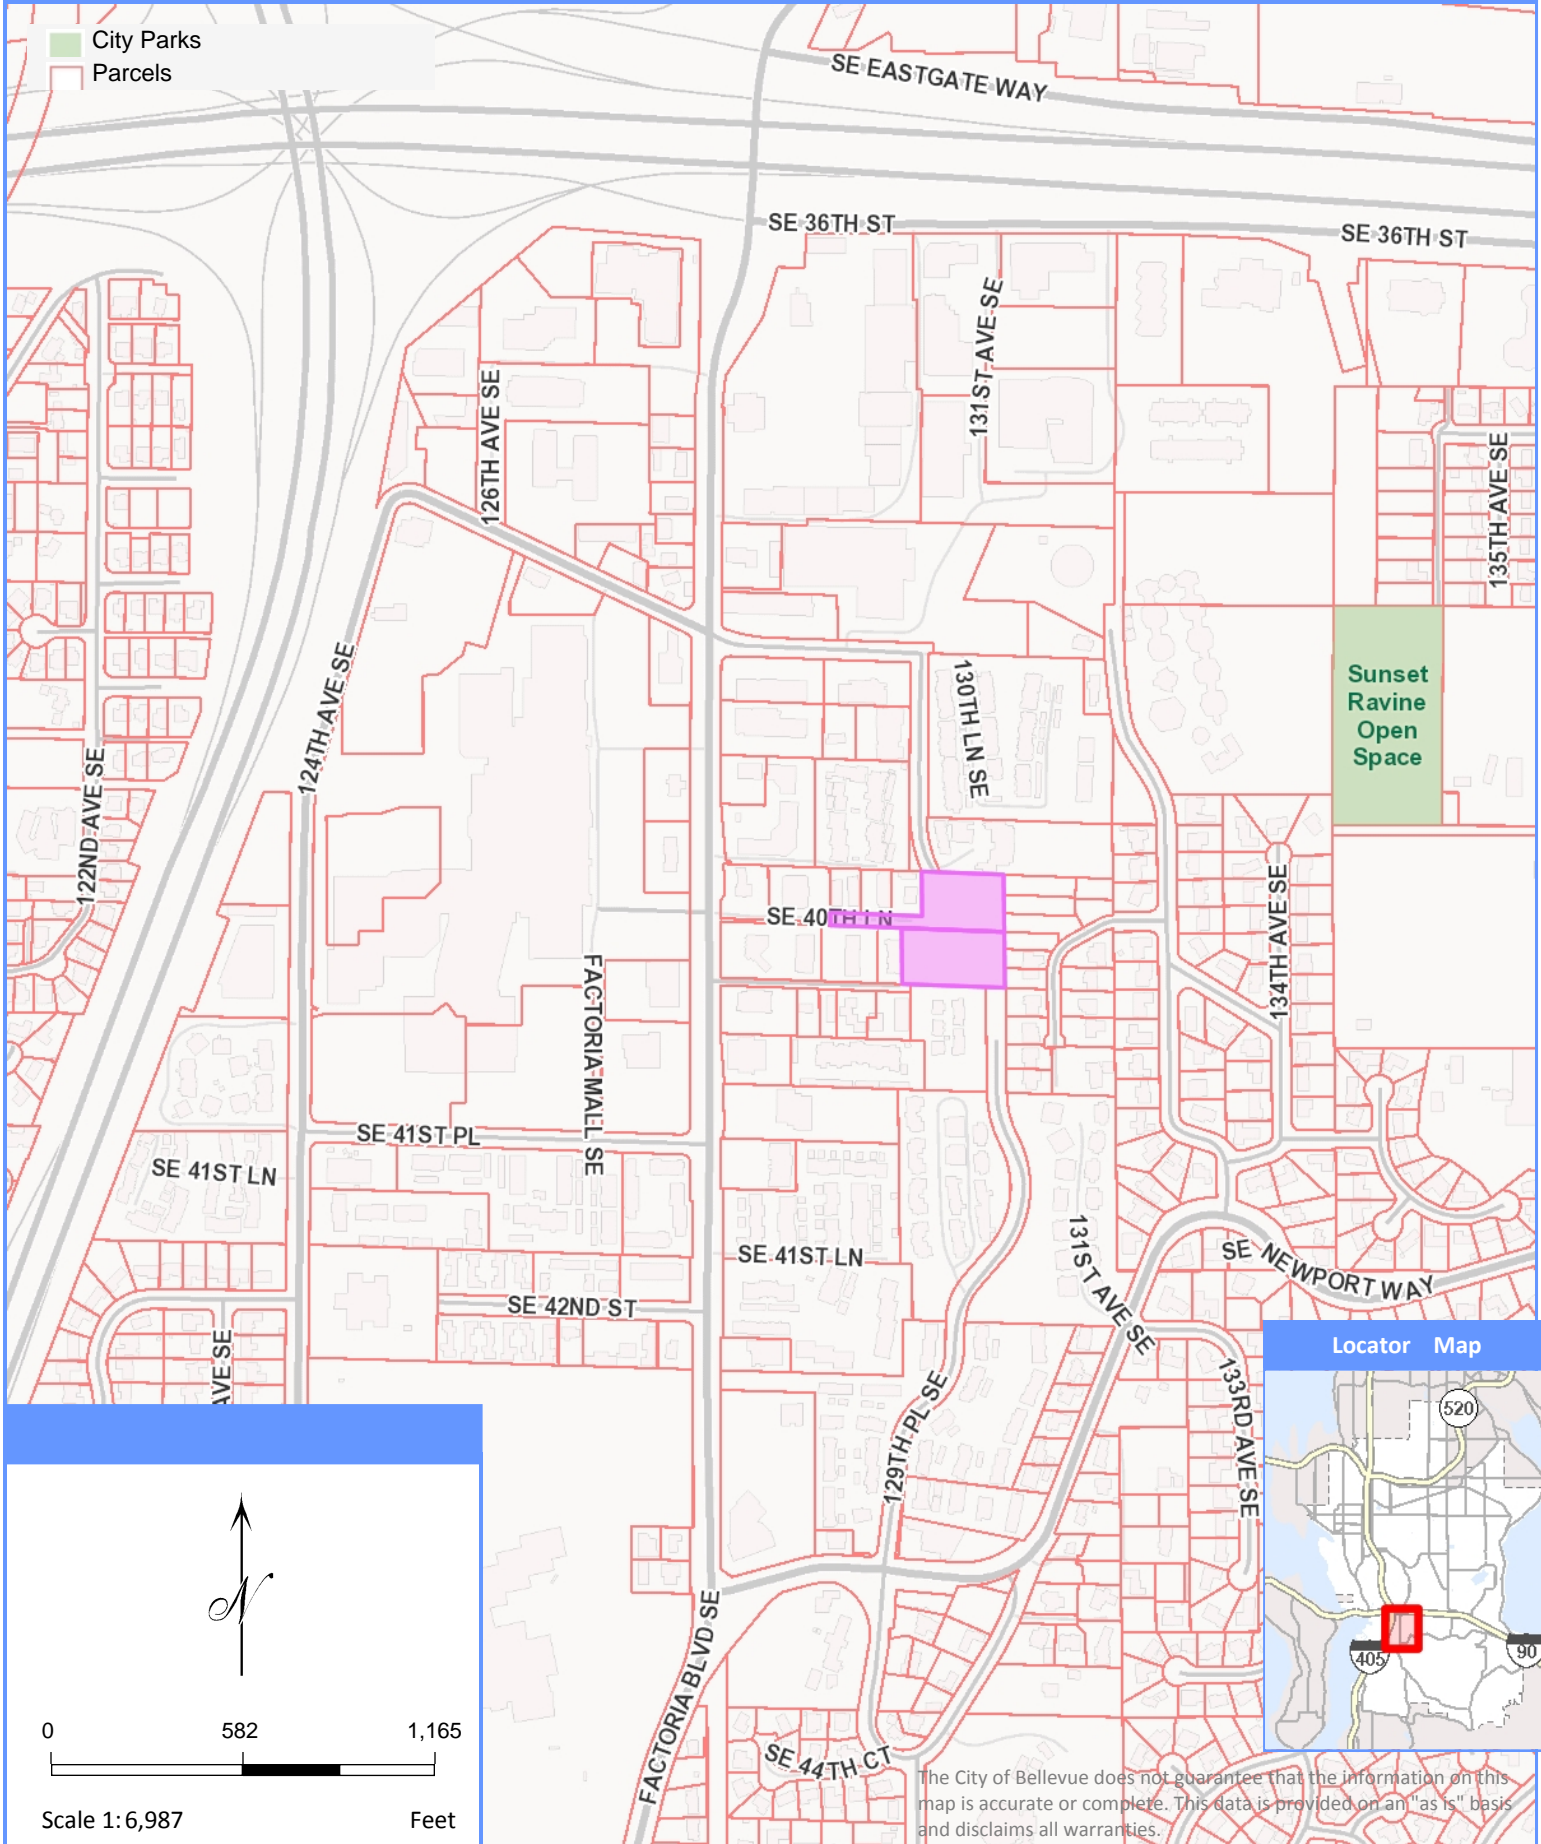 City Parks
Parcels
SE EASTGATE WAY
SE 36TH ST
SE 36TH ST
131ST AVE SE
126TH AVE SE
135TH AVE SE
124TH AVE SE
130TH LN SE
Sunset
Ravine
Open
Space
122ND AVE SE
SE 40TH LN
134TH AVE SE
FACTORIA MALL SE
SE 41ST PL
SE 41ST LN
SE 41ST LN
131ST AVE SE
SE NEWPORT WAY
SE 42ND ST
AVE SE
129TH PL SE
133RD AVE SE
FACTORIA BLVD SE
SE 44TH CT
Locator Map
520
405
90
N
0 582 1,165
Scale 1: 6,987 Feet
The City of Bellevue does not guarantee that the information on this
map is accurate or complete. This data is provided on an "as is" basis
and disclaims all warranties.